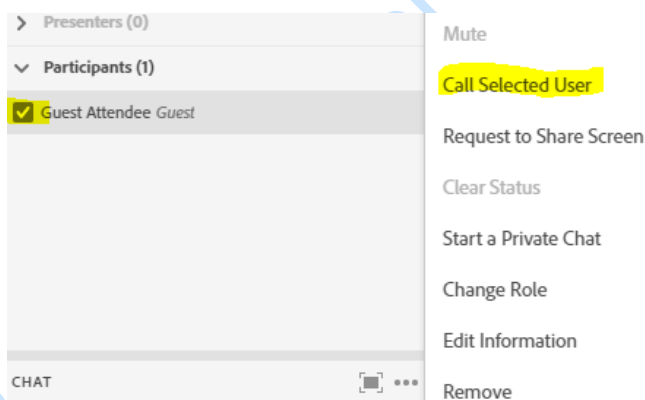 Presenters (0)
Participants (1)
Guest Attendee Guest
CHAT
Mute
Call Selected User
Request to Share Screen
Clear Status
Start a Private Chat
Change Role
Edit Information
Remove